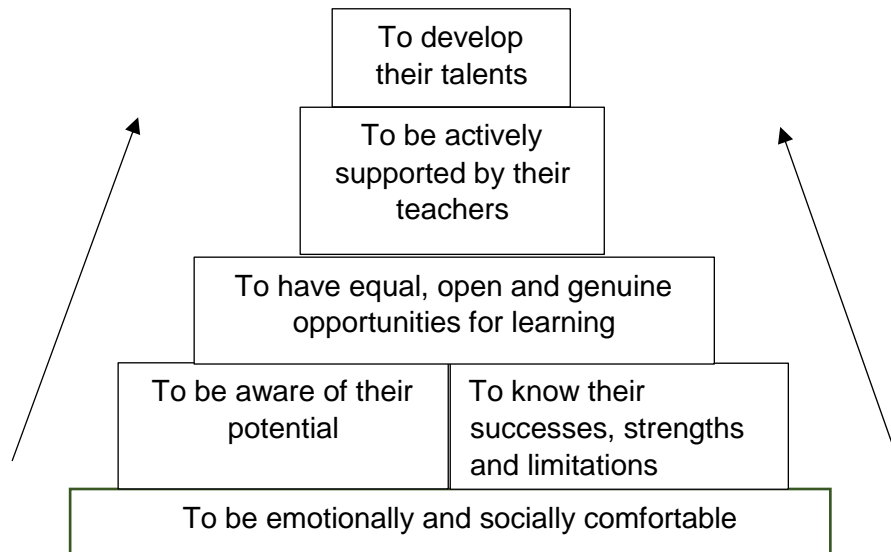 To develop
their talents
To be actively
supported by their
teachers
To have equal, open and genuine
opportunities for learning
To be aware of their
potential
To know their
successes, strengths
and limitations
To be emotionally and socially comfortable